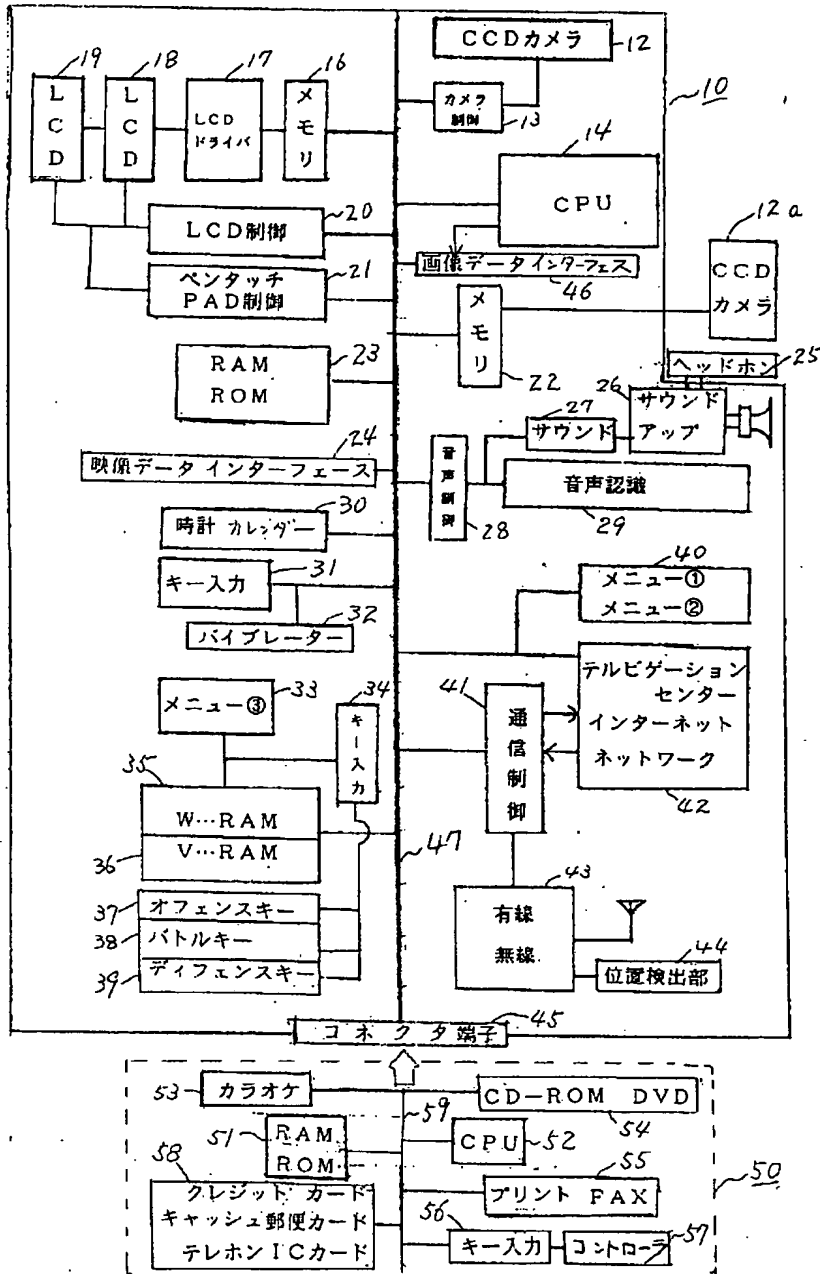 CCDカメラ
12
19
18
17
16
LCD
LCD
LCD
ドライバ
メモリ
カメラ
制御
13
10
14
CPU
20
LCD制御
12a
CCD
カメラ
21
ペンタッチ
PAD制御
画像データインターフェス
46
メモリ
22
23
RAM
ROM
ヘッドホン
25
26
サウンド
アップ
27
サウンド
24
映像データインターフェース
音声制御
28
音声認識
29
30
時計 カレンダー
31
キー入力
32
バイブレーター
40
メニュー①
メニュー②
33
メニュー③
34
キー入力
41
通信制御
テルビゲーション
センター
インターネット
ネットワーク
42
35
W…RAM
V…RAM
36
47
43
有線
無線
44
位置検出部
37
オフェンスキー
38
バトルキー
39
ディフェンスキー
コネクタ端子
45
53
カラオケ
59
CD-ROM DVD
54
51
RAM
ROM
CPU
52
58
クレジット カード
キャッシュ郵便カード
テレホンICカード
55
プリント FAX
50
56
キー入力
コントローラ
57